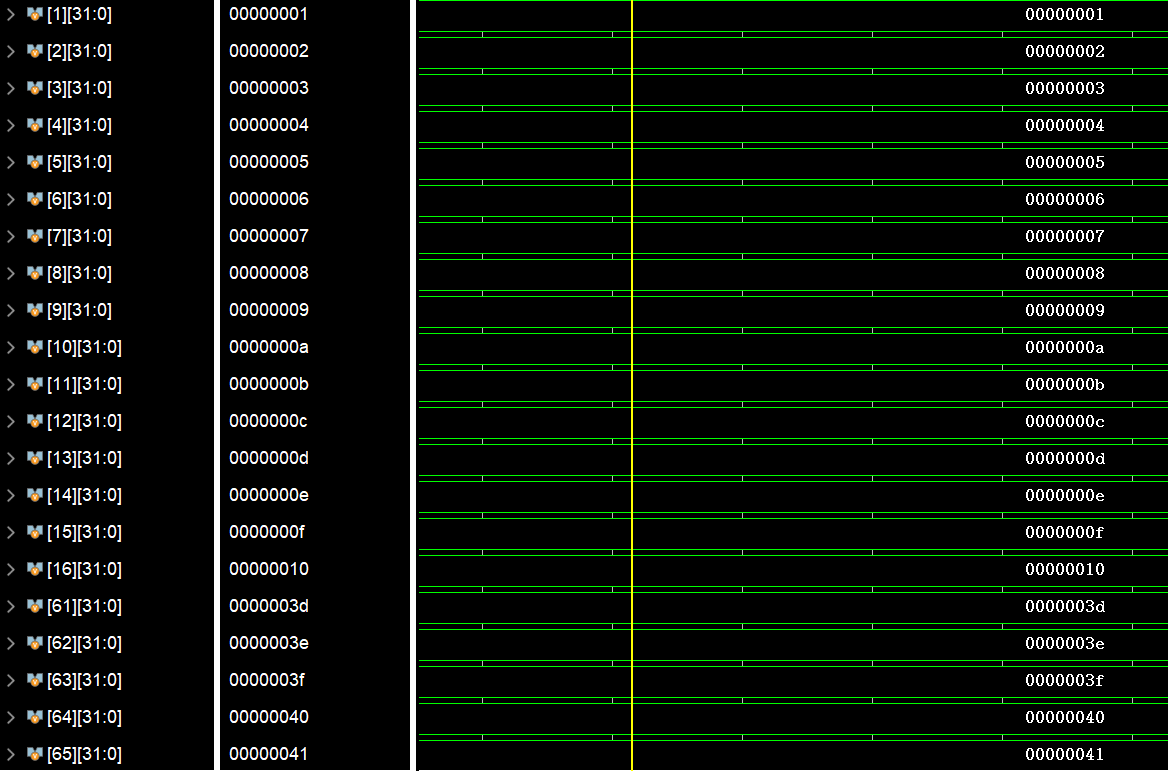 [1][31:0] 00000001 00000001
[2][31:0] 00000002 00000002
[3][31:0] 00000003 00000003
[4][31:0] 00000004 00000004
[5][31:0] 00000005 00000005
[6][31:0] 00000006 00000006
[7][31:0] 00000007 00000007
[8][31:0] 00000008 00000008
[9][31:0] 00000009 00000009
[10][31:0] 0000000a 0000000a
[11][31:0] 0000000b 0000000b
[12][31:0] 0000000c 0000000c
[13][31:0] 0000000d 0000000d
[14][31:0] 0000000e 0000000e
[15][31:0] 0000000f 0000000f
[16][31:0] 00000010 00000010
[61][31:0] 0000003d 0000003d
[62][31:0] 0000003e 0000003e
[63][31:0] 0000003f 0000003f
[64][31:0] 00000040 00000040
[65][31:0] 00000041 00000041